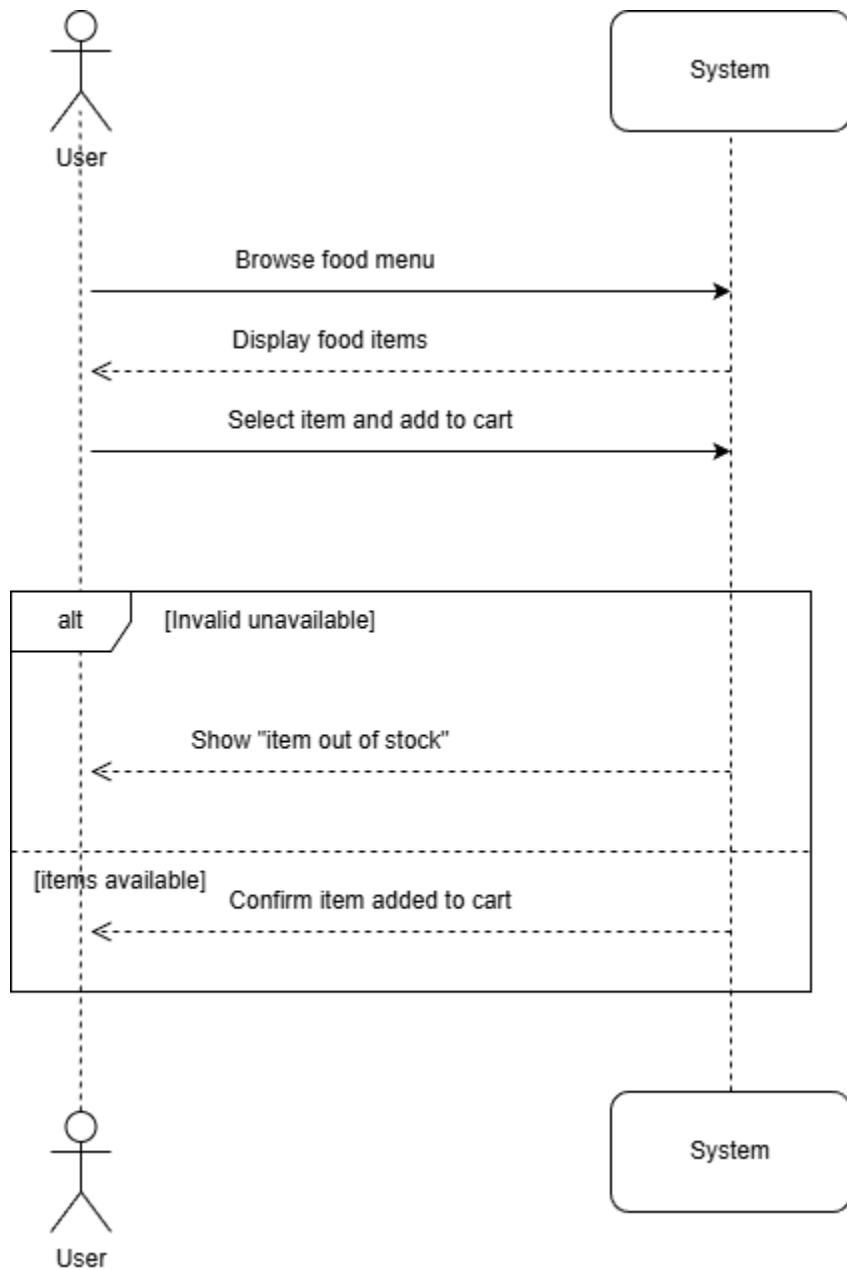 User
System
Browse food menu
Display food items
Select item and add to cart
alt
[Invalid unavailable]
Show "item out of stock"
[items available]
Confirm item added to cart
User
System